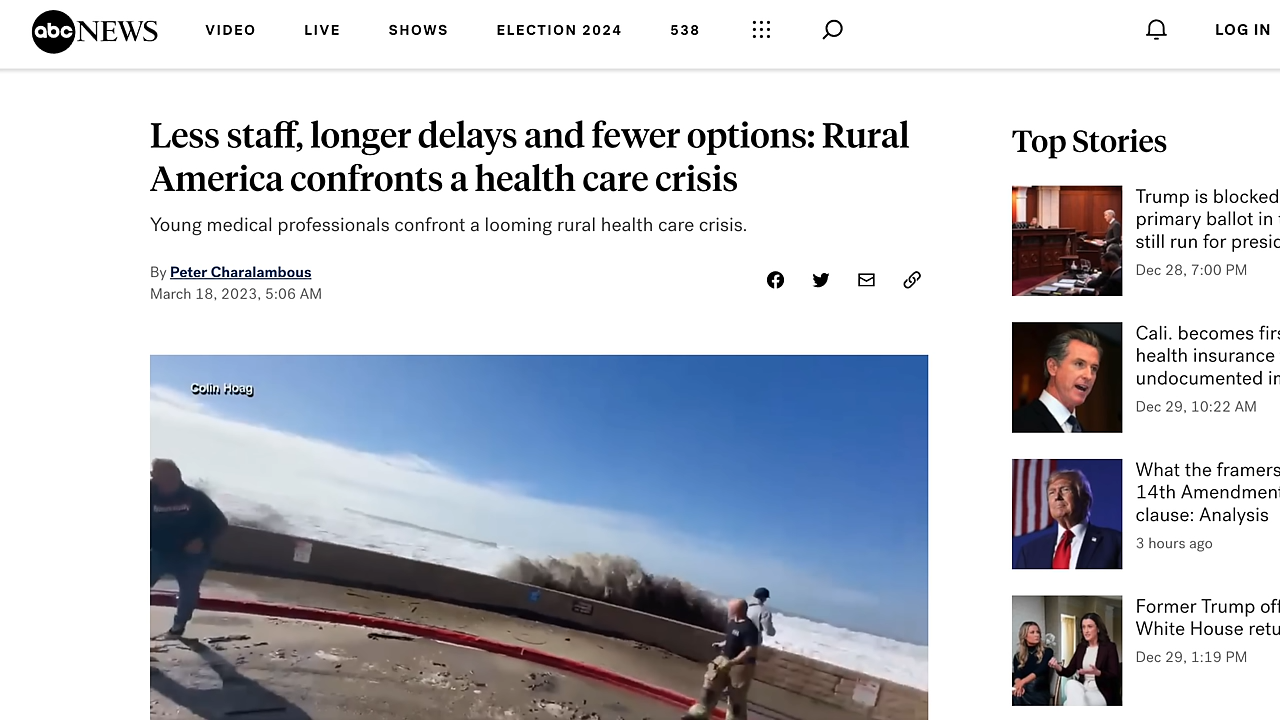 abc NEWS VIDEO LIVE SHOWS ELECTION 2024 538 LOG IN
Less staff, longer delays and fewer options: Rural
America confronts a health care crisis
Young medical professionals confront a looming rural health care crisis.
By Peter Charalambous
March 18, 2023, 5:06 AM
Colin Hoag
Top Stories
Trump is blocked
primary ballot in
still run for presi
Dec 28, 7:00 PM
Cali. becomes firs
health insurance
undocumented i
Dec 29, 10:22 AM
What the framers
14th Amendment
clause: Analysis
3 hours ago
Former Trump off
White House retu
Dec 29, 1:19 PM